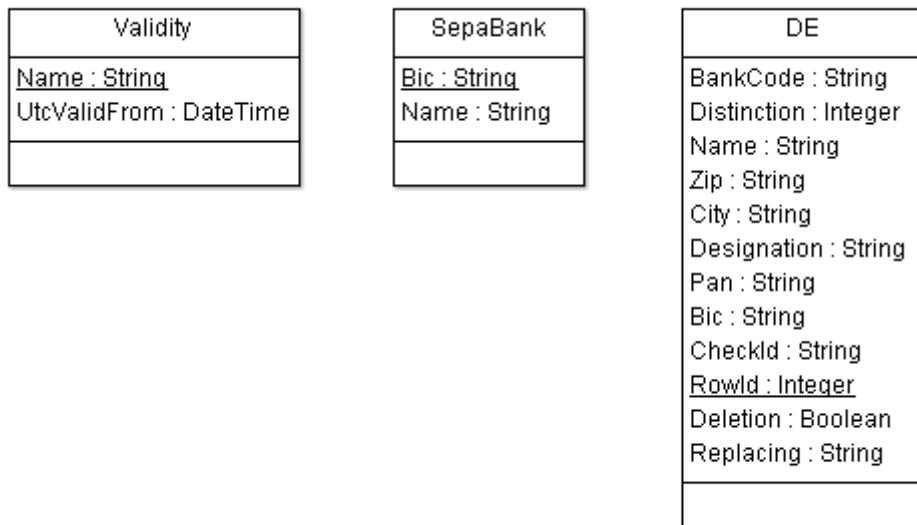 Validity
Name : String
UtcValidFrom : DateTime
SepaBank
Bic : String
Name : String
DE
BankCode : String
Distinction : Integer
Name : String
Zip : String
City : String
Designation : String
Pan : String
Bic : String
CheckId : String
RowId : Integer
Deletion : Boolean
Replacing : String